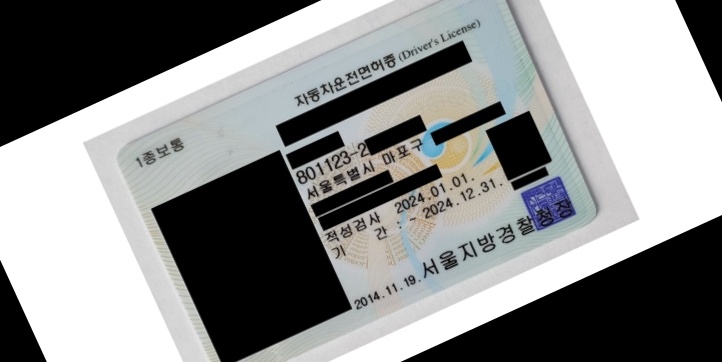 자동차운전면허증 (Driver's License)
1종보통
801123-2
서울특별시 마포구
적성검사 2024.01.01.
기 간 : ~ 2024.12.31.
2014.11.19. 서울지방경찰청장